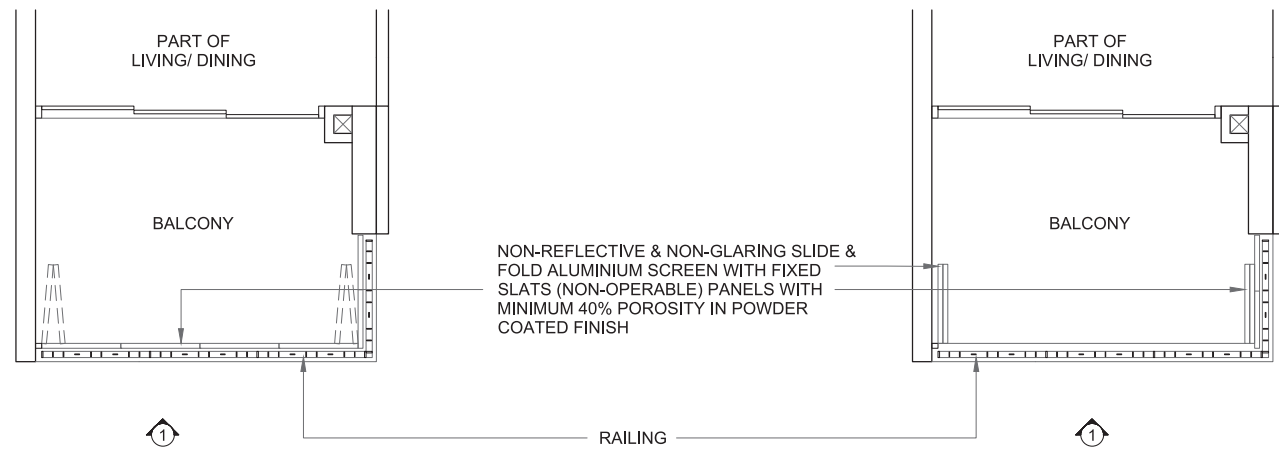 PART OF
LIVING/ DINING
BALCONY
PART OF
LIVING/ DINING
BALCONY
NON-REFLECTIVE & NON-GLARING SLIDE &
FOLD ALUMINIUM SCREEN WITH FIXED
SLATS (NON-OPERABLE) PANELS WITH
MINIMUM 40% POROSITY IN POWDER
COATED FINISH
1
RAILING
1